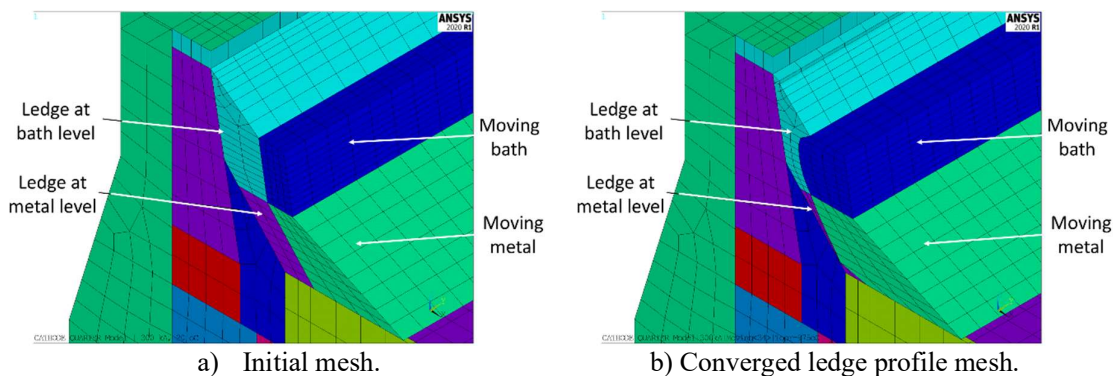 ANSYS
2020 R1
Ledge at
bath level
Moving
bath
Ledge at
metal level
Moving
metal
a) Initial mesh.
ANSYS
2020 R1
Ledge at
bath level
Moving
bath
Ledge at
metal level
Moving
metal
b) Converged ledge profile mesh.